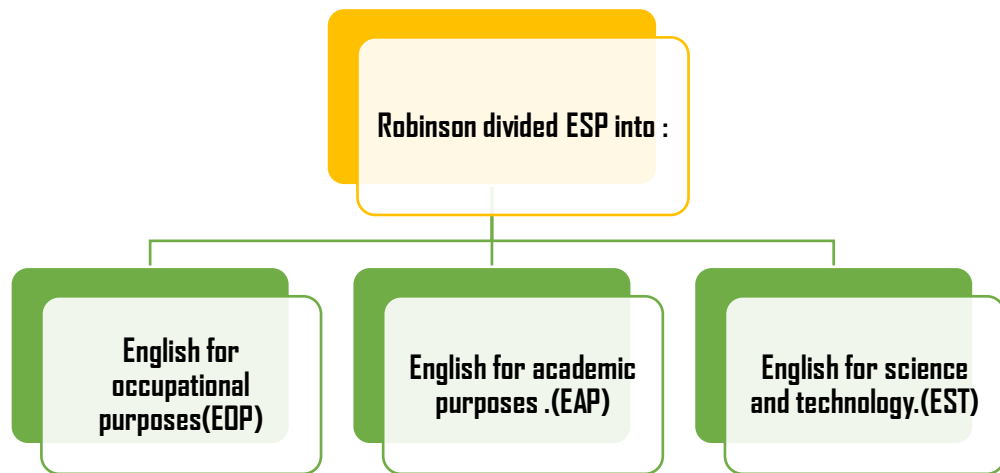 Robinson divided ESP into :
English for
occupational
purposes(EOP)
English for academic
purposes .(EAP)
English for science
and technology.(EST)